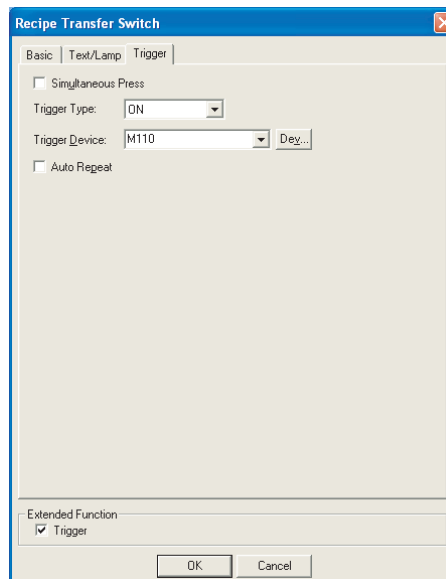 Recipe Transfer Switch
Basic Text/Lamp Trigger
Simultaneous Press
Trigger Type: ON
Trigger Device: M110 Dev...
Auto Repeat
Extended Function
Trigger
OK Cancel